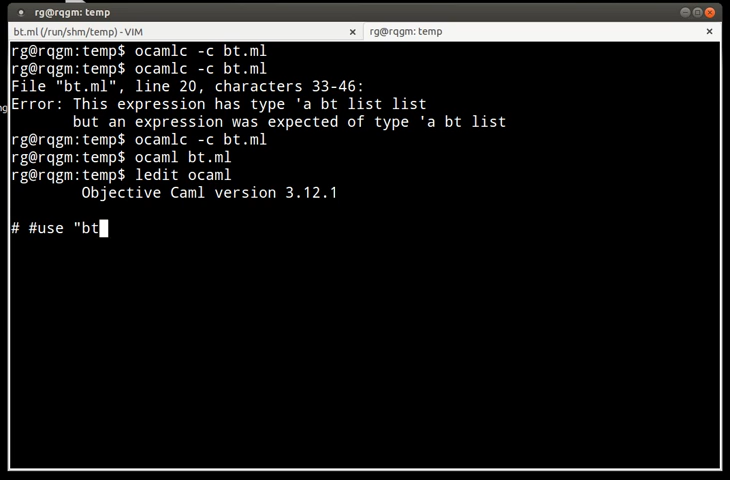 rg@rqgm: temp
bt.ml (/run/shm/temp) - VIM
rg@rqgm: temp
rg@rqgm:temp$ ocamlc -c bt.ml
rg@rqgm:temp$ ocamlc -c bt.ml
File "bt.ml", line 20, characters 33-46:
Error: This expression has type 'a bt list list
but an expression was expected of type 'a bt list
rg@rqgm:temp$ ocamlc -c bt.ml
rg@rqgm:temp$ ocaml bt.ml
rg@rqgm:temp$ ledit ocaml
Objective Caml version 3.12.1
# #use "bt